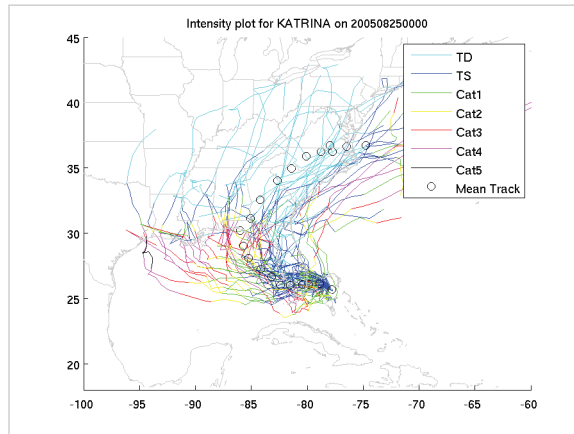 Intensity plot for KATRINA on 200508250000
45
40
35
30
25
20
-100
-95
-90
-85
-80
-75
-70
-65
-60
TD
TS
Cat1
Cat2
Cat3
Cat4
Cat5
Mean Track